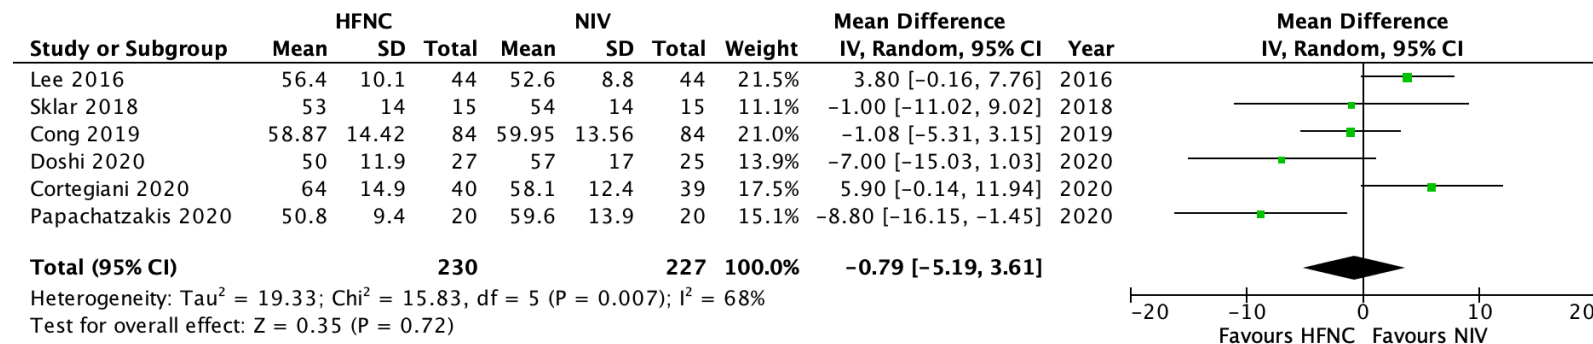 HFNC NIV Mean Difference Mean Difference
Study or Subgroup Mean SD Total Mean SD Total Weight IV, Random, 95% CI Year IV, Random, 95% CI
Lee 2016 56.4 10.1 44 52.6 8.8 44 21.5% 3.80 [−0.16, 7.76] 2016
Sklar 2018 53 14 15 54 14 15 11.1% −1.00 [−11.02, 9.02] 2018
Cong 2019 58.87 14.42 84 59.95 13.56 84 21.0% −1.08 [−5.31, 3.15] 2019
Doshi 2020 50 11.9 27 57 17 25 13.9% −7.00 [−15.03, 1.03] 2020
Cortegiani 2020 64 14.9 40 58.1 12.4 39 17.5% 5.90 [−0.14, 11.94] 2020
Papachatzakis 2020 50.8 9.4 20 59.6 13.9 20 15.1% −8.80 [−16.15, −1.45] 2020
Total (95% CI) 230 227 100.0% −0.79 [−5.19, 3.61]
Heterogeneity: Tau² = 19.33; Chi² = 15.83, df = 5 (P = 0.007); I² = 68%
Test for overall effect: Z = 0.35 (P = 0.72)
−20 −10 0 10 20
Favours HFNC Favours NIV